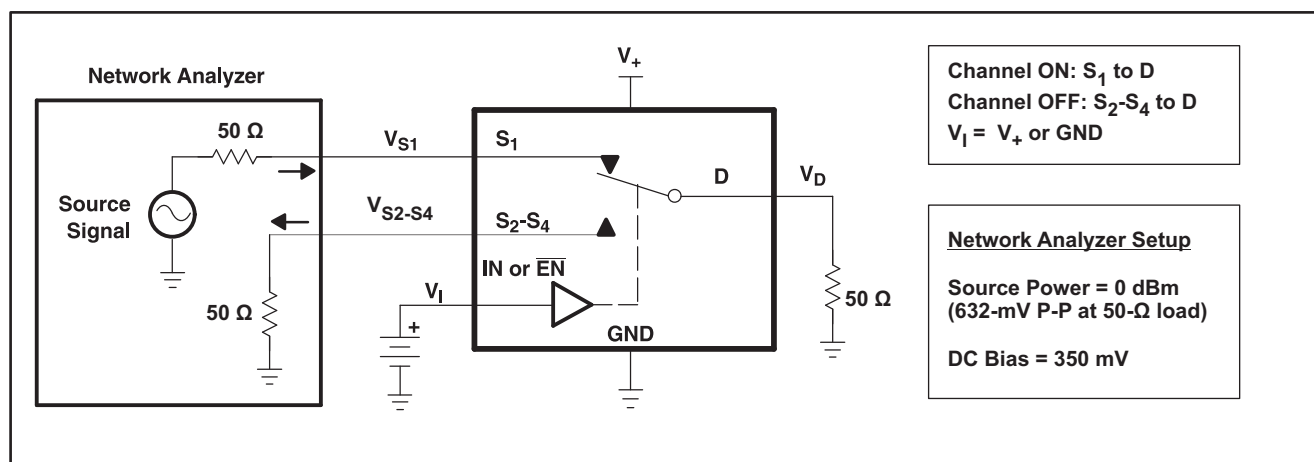 Network Analyzer
50 Ω
Source
Signal
50 Ω
V_S1
V_S2-S4
V_I
V_+
S_1
S_2-S_4
IN or E̅N̅
GND
D
V_D
50 Ω
Channel ON: S_1 to D
Channel OFF: S_2-S_4 to D
V_I = V_+ or GND
Network Analyzer Setup
Source Power = 0 dBm
(632-mV P-P at 50-Ω load)
DC Bias = 350 mV